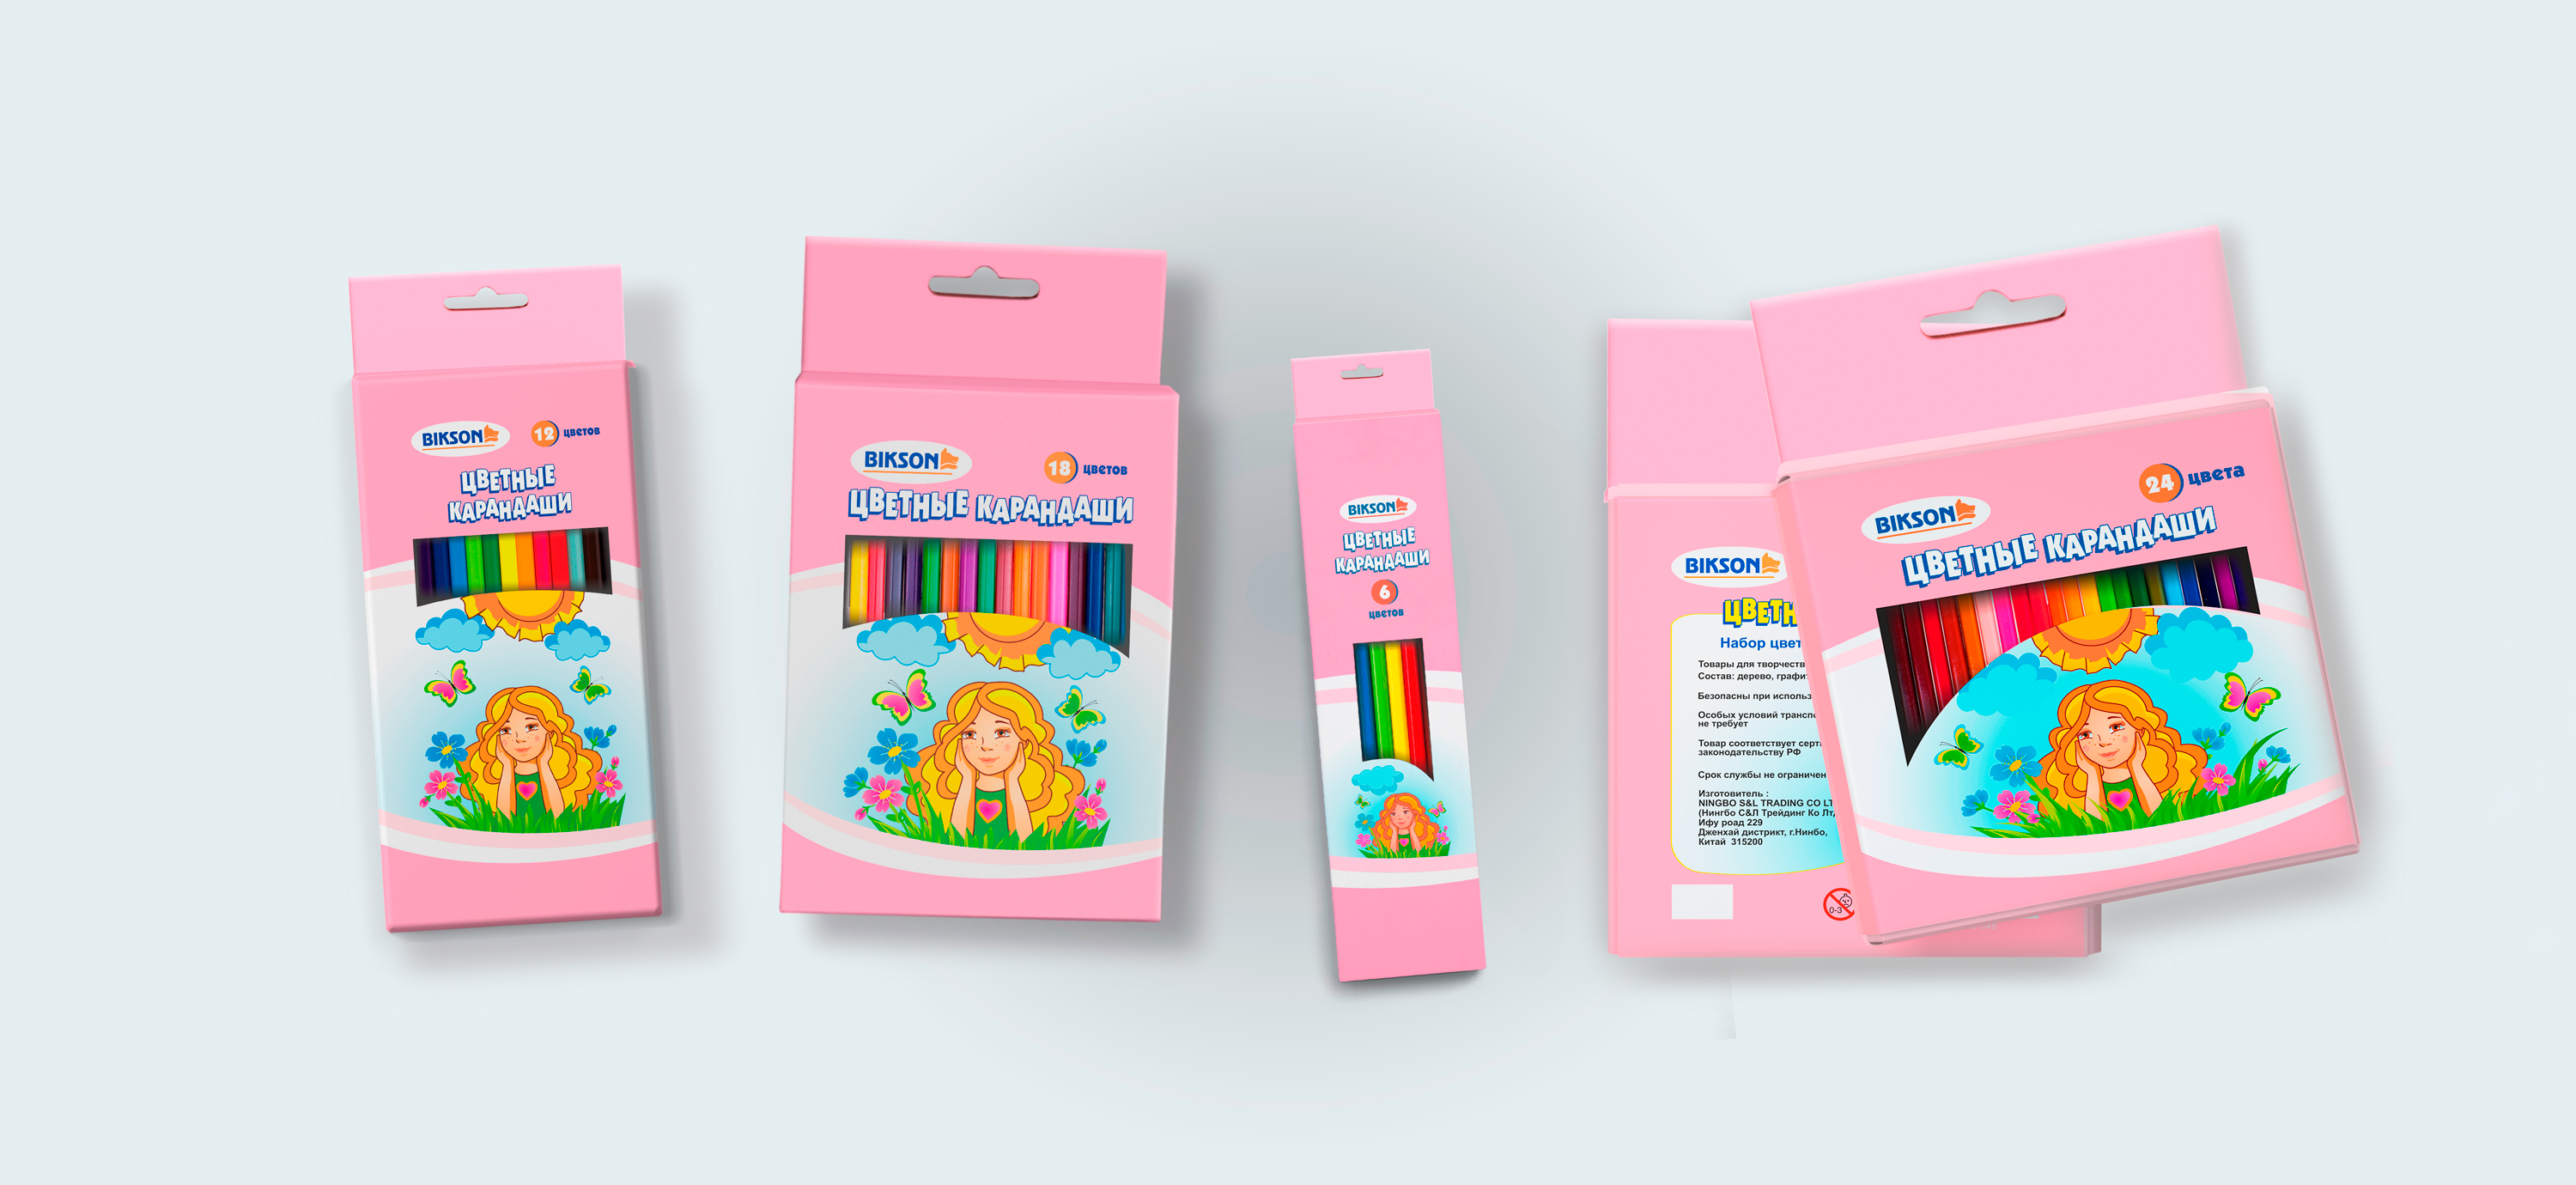 BIKSON
12 цветов
ЦВЕТНЫЕ
КАРАНДАШИ
BIKSON
18 цветов
ЦВЕТНЫЕ КАРАНДАШИ
BIKSON
ЦВЕТНЫЕ
КАРАНДАШИ
6
цветов
BIKSON
ЦВЕТН
Набор цвет
Товары для творчеств
Состав: дерево, графит
Безопасны при использ
Особых условий трансп
не требует
Товар соответствует серт
законодательству РФ
Срок службы не ограничен
Изготовитель :
NINGBO S&L TRADING CO LT
(Нингбо С&Л Трейдинг Ко Лт
Ифу роад 229
Дженхай дистрикт, г.Нинбо,
Китай 315200
0-3
BIKSON
24 цвета
ЦВЕТНЫЕ КАРАНДАШИ